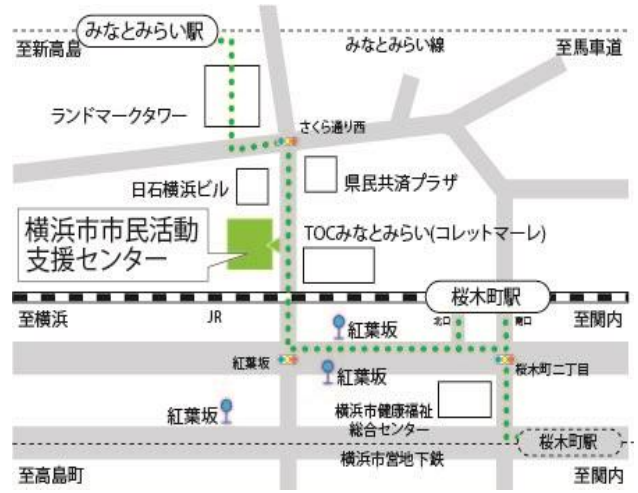 みなとみらい駅
至新高島
みなとみらい線
至馬車道
ランドマークタワー
さくら通り西
日石横浜ビル
県民共済プラザ
横浜市市民活動
支援センター
TOCみなとみらい(コレットマーレ)
桜木町駅
至横浜
JR
北口
南口
至関内
紅葉坂
紅葉坂
桜木町二丁目
紅葉坂
紅葉坂
横浜市健康福祉
総合センター
桜木町駅
横浜市営地下鉄
至高島町
至関内